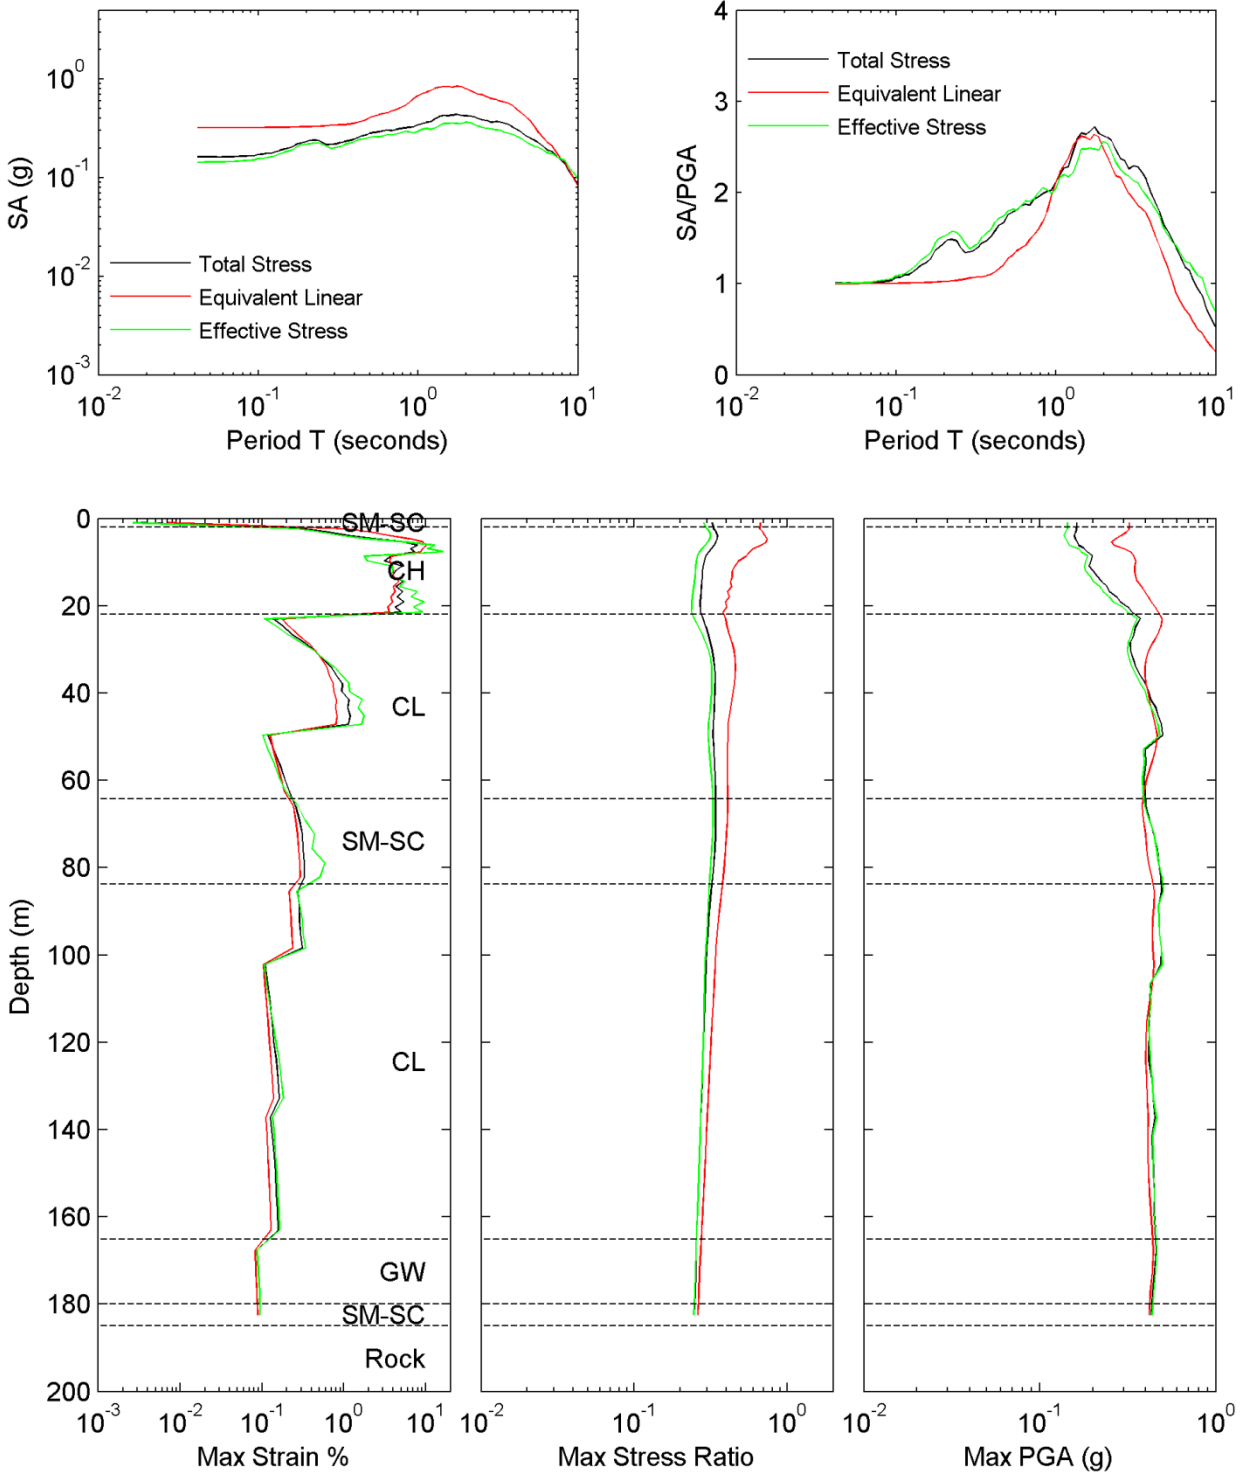 10^0
10^-1
10^-2
10^-3
SA (g)
Total Stress
Equivalent Linear
Effective Stress
10^-2
10^-1
10^0
10^1
Period T (seconds)
4
3
2
1
0
SA/PGA
Total Stress
Equivalent Linear
Effective Stress
10^-2
10^-1
10^0
10^1
Period T (seconds)
0
20
40
60
80
100
120
140
160
180
200
Depth (m)
SM-SC
CH
CL
SM-SC
CL
GW
SM-SC
Rock
10^-3
10^-2
10^-1
10^0
10^1
Max Strain %
10^-2
10^-1
10^0
Max Stress Ratio
10^-2
10^-1
10^0
Max PGA (g)